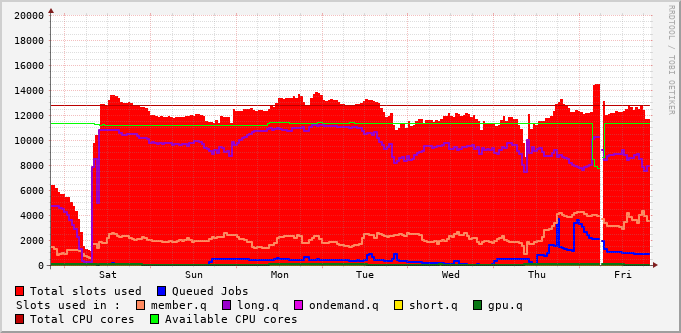 RRDTOOL / TOBI OETIKER
20000
18000
16000
14000
12000
10000
8000
6000
4000
2000
0
Sat Sun Mon Tue Wed Thu Fri
Total slots used Queued Jobs
Slots used in : member.q long.q ondemand.q short.q gpu.q
Total CPU cores Available CPU cores